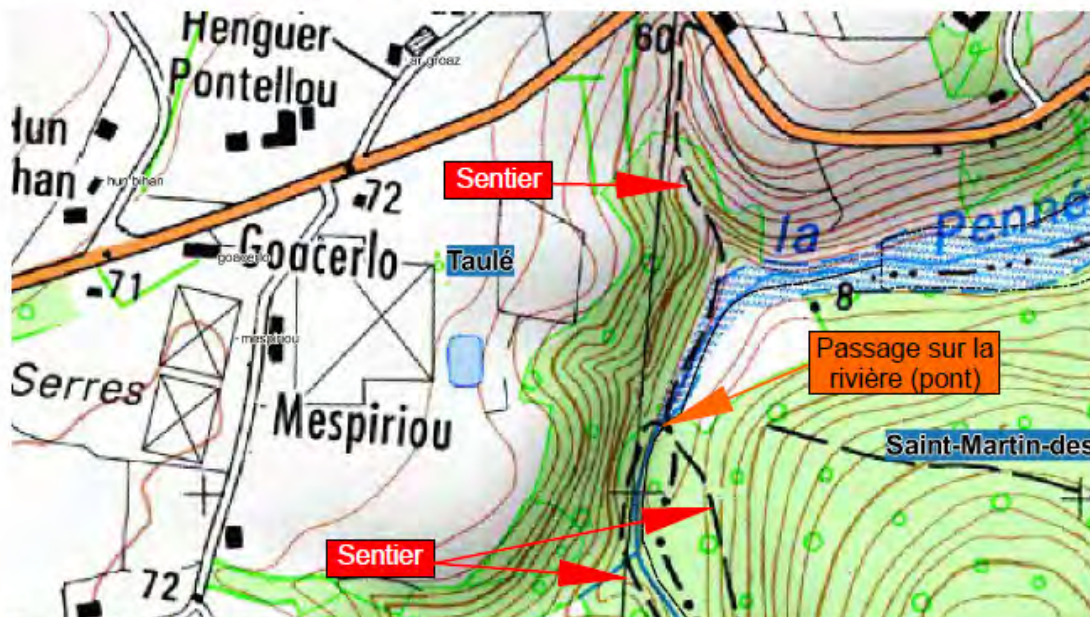 Henguer
Pontellou
ar groaz
60
Hun
han
hun bihan
72
Sentier
la Penné
Goacerlo
goacerlo
Taulé
71
8
mespiriou
Passage sur la
rivière (pont)
Serres
Mespiriou
Saint-Martin-des
Sentier
72